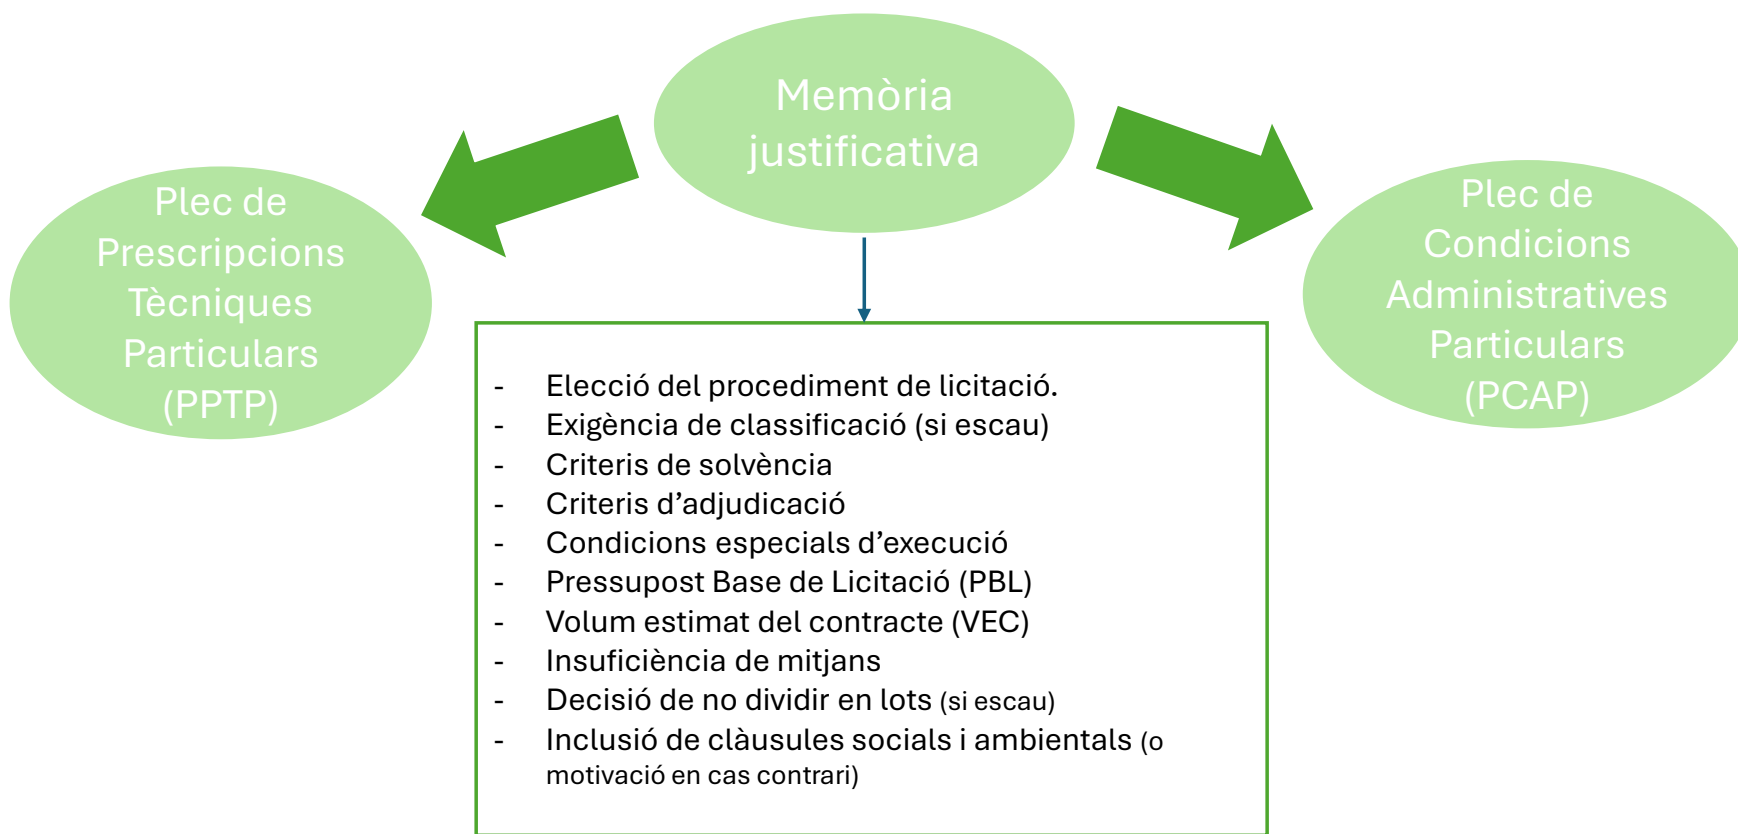 Memòria
justificativa
Plec de
Prescripcions
Tècniques
Particulars
(PPTP)
Plec de
Condicions
Administratives
Particulars
(PCAP)
- Elecció del procediment de licitació.
- Exigència de classificació (si escau)
- Criteris de solvència
- Criteris d’adjudicació
- Condicions especials d’execució
- Pressupost Base de Licitació (PBL)
- Volum estimat del contracte (VEC)
- Insuficiència de mitjans
- Decisió de no dividir en lots (si escau)
- Inclusió de clàusules socials i ambientals (o
motivació en cas contrari)